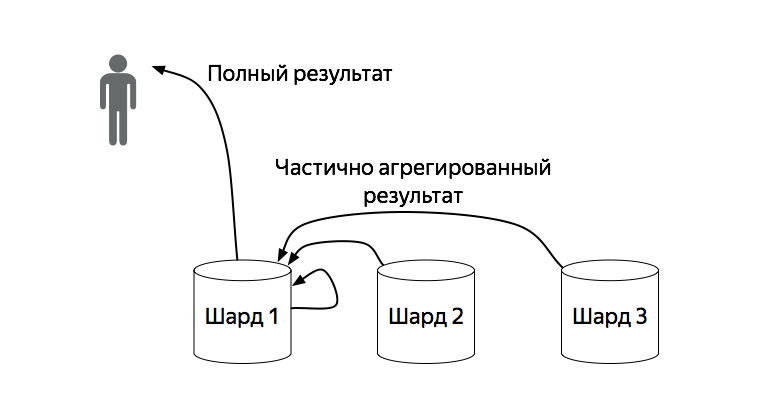 Полный результат
Частично агрегированный
результат
Шард 1
Шард 2
Шард 3